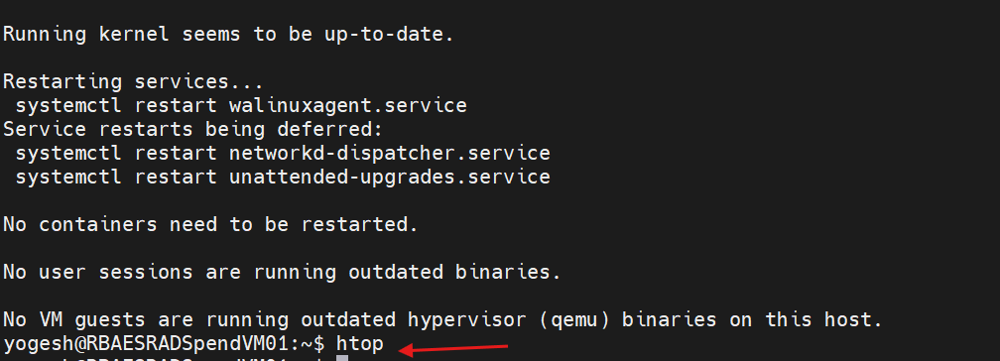 Running kernel seems to be up-to-date.
Restarting services...
systemctl restart walinuxagent.service
Service restarts being deferred:
systemctl restart networkd-dispatcher.service
systemctl restart unattended-upgrades.service
No containers need to be restarted.
No user sessions are running outdated binaries.
No VM guests are running outdated hypervisor (qemu) binaries on this host.
yogesh@RBAESRADSpendVM01:~$ htop